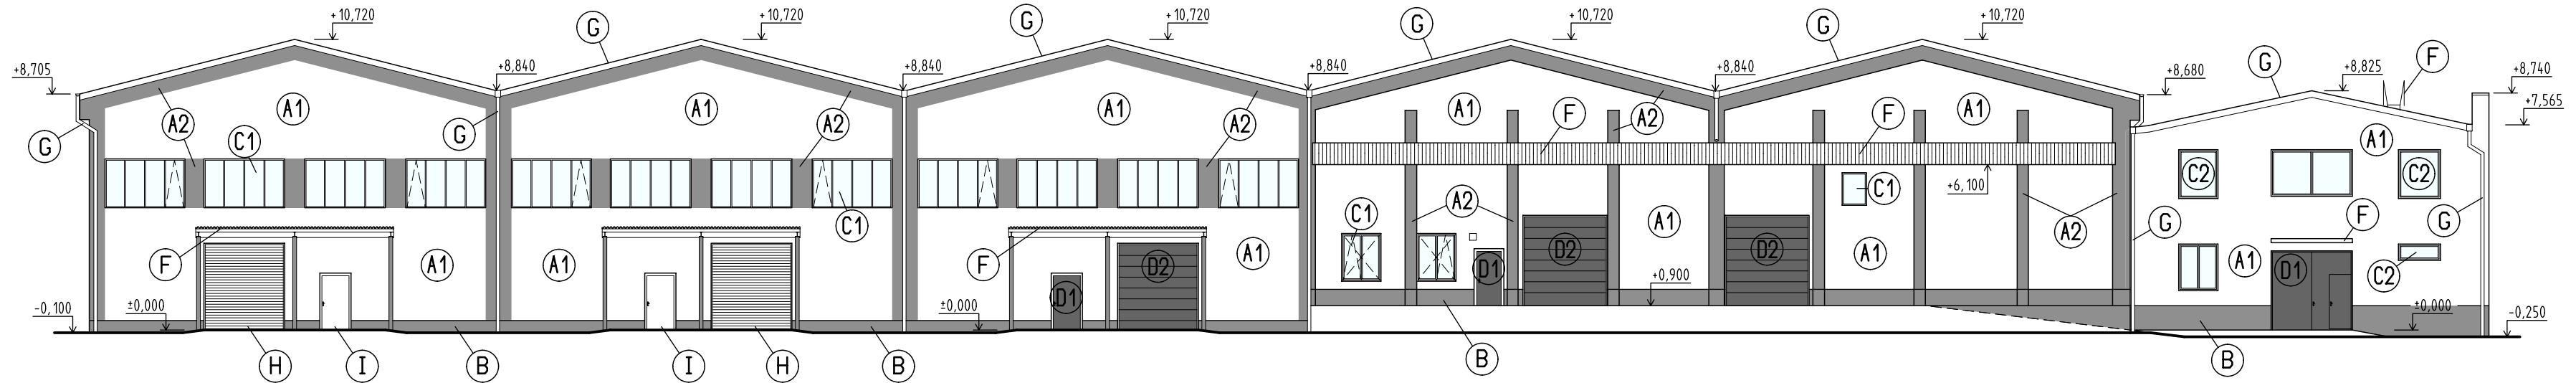 +10,720
+10,720
G
+10,720
G
+10,720
G
+10,720
G
+8,705
+8,840
+8,840
+8,840
+8,840
+8,680
G
+8,825
F
+8,740
+7,565
G
A2
A1
C1
G
A1
A2
A1
A2
A1
F
A2
F
A1
A1
C2
C2
C1
C1
+6,100
A2
C1
A1
A2
G
F
G
F
A1
A1
F
D2
A1
D1
D2
D2
A1
A1
D1
C2
D1
+0,900
-0,100
±0,000
±0,000
B
±0,000
-0,250
H
I
B
I
H
B
B
B